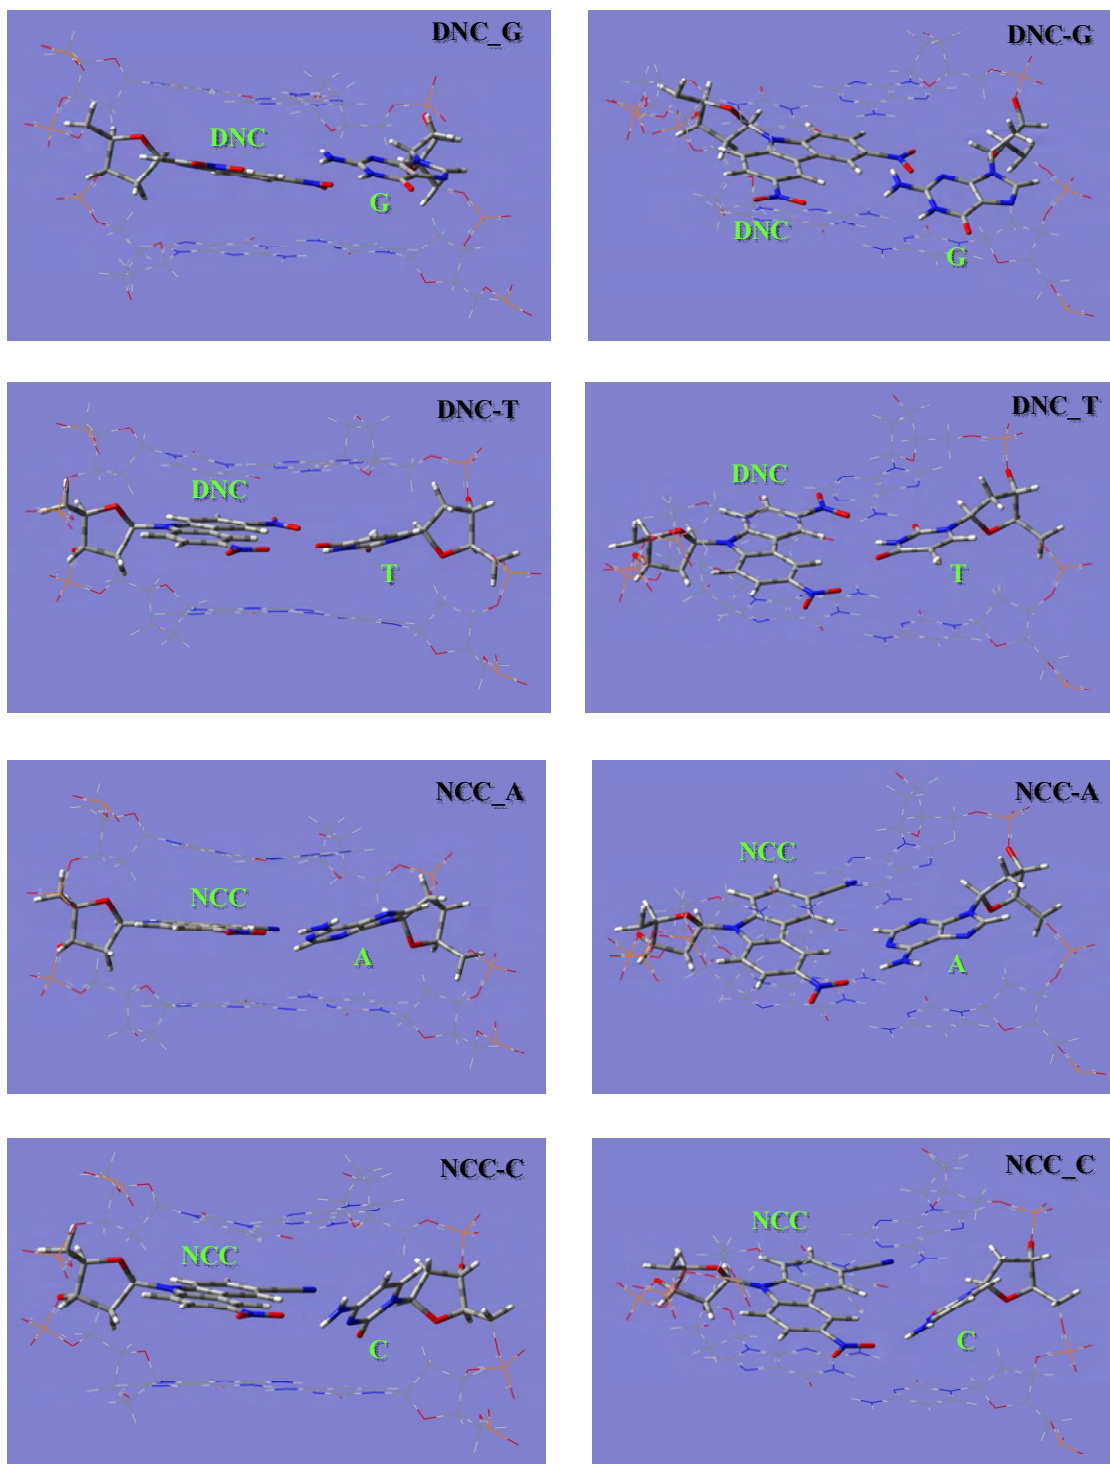 DNC_G
DNC
G
DNC-G
DNC
G
DNC-T
DNC
T
DNC_T
DNC
T
NCC_A
NCC
A
NCC-A
NCC
A
NCC-C
NCC
C
NCC_C
NCC
C